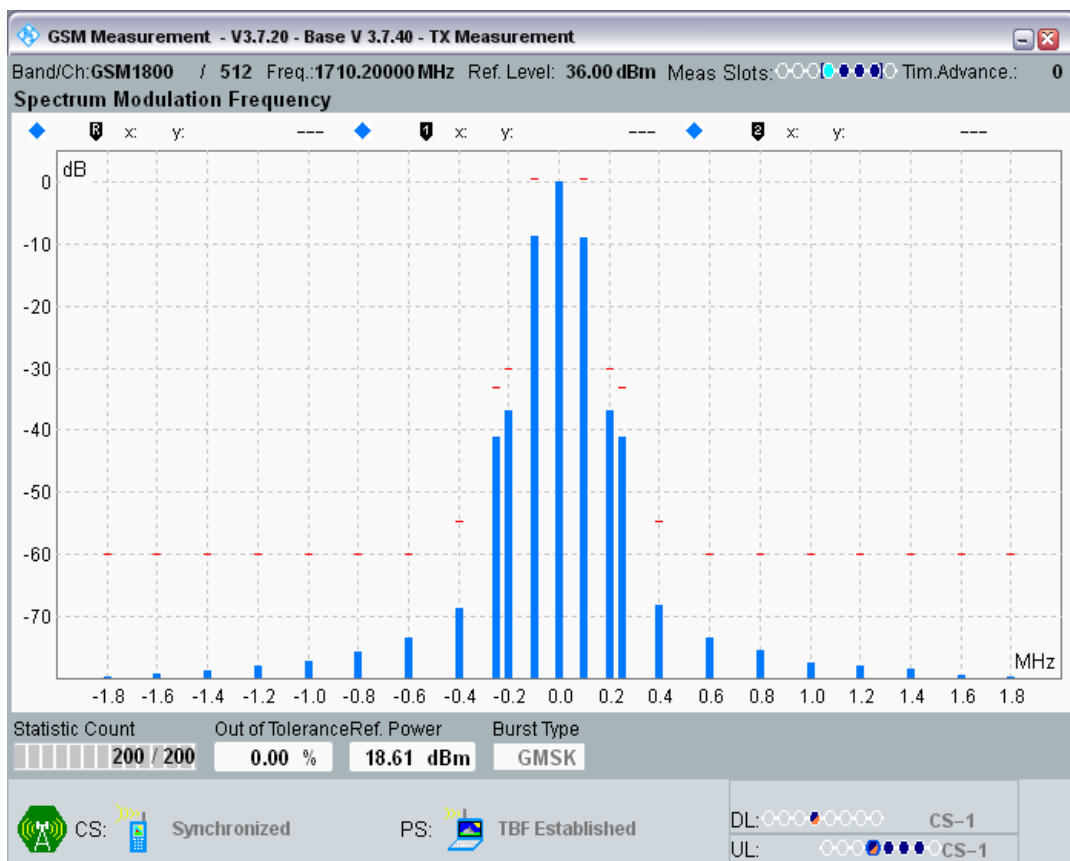 GSM Measurement - V3.7.20 - Base V 3.7.40 - TX Measurement
Band/Ch:GSM1800 / 512 Freq.:1710.20000 MHz Ref. Level: 36.00 dBm Meas Slots: Tim.Advance.: 0
Spectrum Modulation Frequency
R x: y: --- 1 x: y: --- 2 x: y: ---
dB
0
-10
-20
-30
-40
-50
-60
-70
MHz
-1.8 -1.6 -1.4 -1.2 -1.0 -0.8 -0.6 -0.4 -0.2 0.0 0.2 0.4 0.6 0.8 1.0 1.2 1.4 1.6 1.8
Statistic Count Out of Tolerance Ref. Power Burst Type
200 / 200 0.00 % 18.61 dBm GMSK
CS: Synchronized PS: TBF Established
DL: CS-1
UL: CS-1